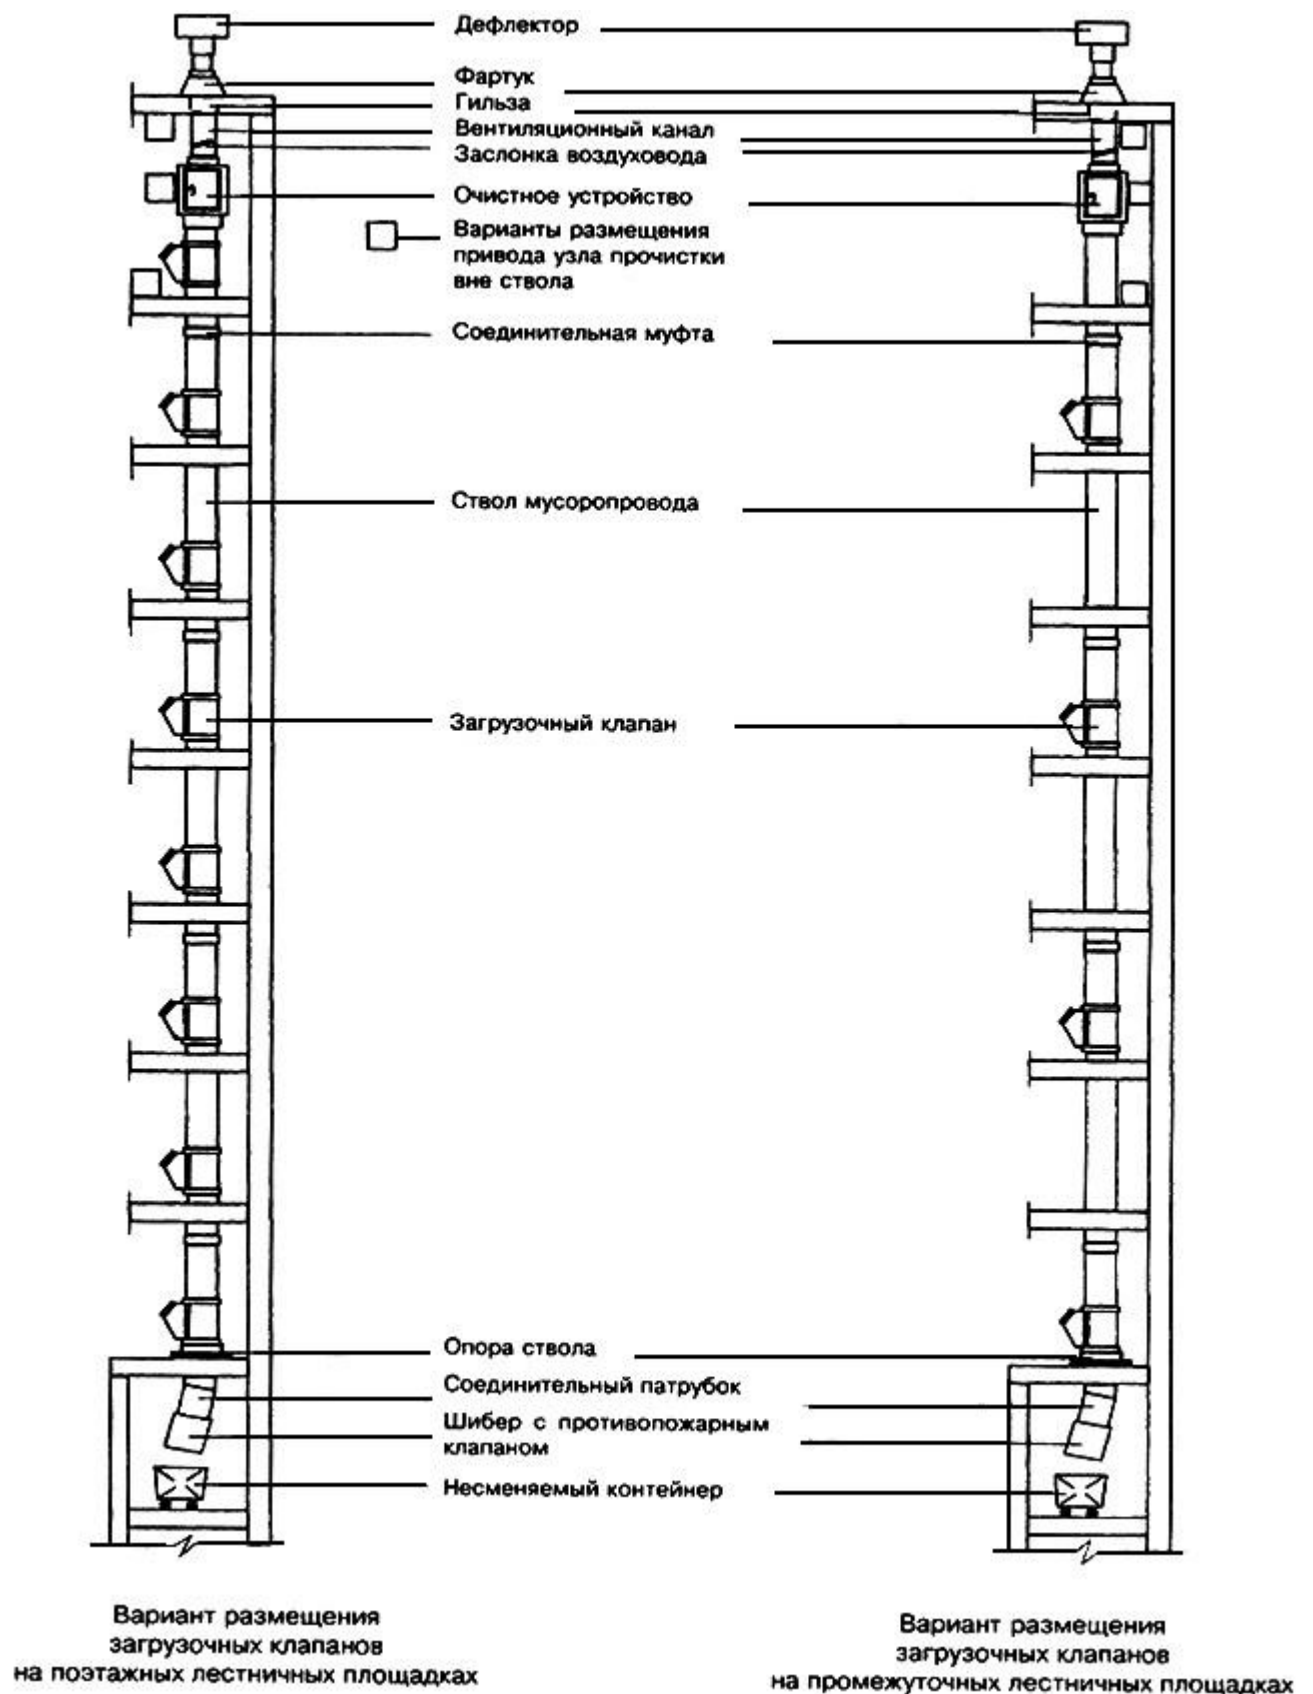 Дефлектор
Фартук
Гильза
Вентиляционный канал
Заслонка воздуховода
Очистное устройство
Варианты размещения
привода узла прочистки
вне ствола
Соединительная муфта
Ствол мусоропровода
Загрузочный клапан
Опора ствола
Соединительный патрубок
Шибер с противопожарным
клапаном
Несменяемый контейнер
Вариант размещения
загрузочных клапанов
на поэтажных лестничных площадках
Вариант размещения
загрузочных клапанов
на промежуточных лестничных площадках